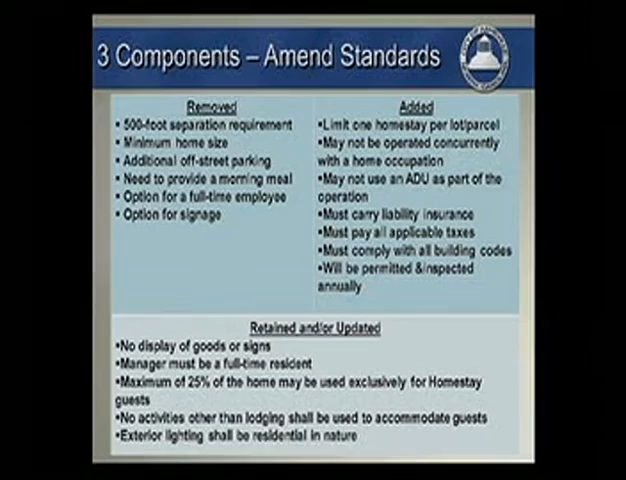 3 Components – Amend Standards
Removed
▪ 500-foot separation requirement
▪ Minimum home size
▪ Additional off-street parking
▪ Need to provide a morning meal
▪ Option for a full-time employee
▪ Option for signage
Added
▪Limit one homestay per lot/parcel
▪May not be operated concurrently
with a home occupation
▪May not use an ADU as part of the
operation
▪Must carry liability insurance
▪Must pay all applicable taxes
▪Must comply with all building codes
▪Will be permitted &inspected
annually
Retained and/or Updated
▪No display of goods or signs
▪Manager must be a full-time resident
▪Maximum of 25% of the home may be used exclusively for Homestay
guests
▪No activities other than lodging shall be used to accommodate guests
▪Exterior lighting shall be residential in nature